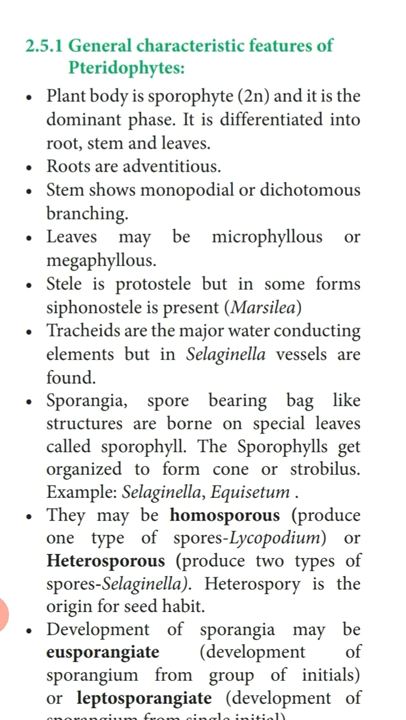 2.5.1 General characteristic features of
Pteridophytes:
• Plant body is sporophyte (2n) and it is the
dominant phase. It is differentiated into
root, stem and leaves.
• Roots are adventitious.
• Stem shows monopodial or dichotomous
branching.
• Leaves may be microphyllous or
megaphyllous.
• Stele is protostele but in some forms
siphonostele is present (Marsilea)
• Tracheids are the major water conducting
elements but in Selaginella vessels are
found.
• Sporangia, spore bearing bag like
structures are borne on special leaves
called sporophyll. The Sporophylls get
organized to form cone or strobilus.
Example: Selaginella, Equisetum .
• They may be homosporous (produce
one type of spores-Lycopodium) or
Heterosporous (produce two types of
spores-Selaginella). Heterospory is the
origin for seed habit.
• Development of sporangia may be
eusporangiate (development of
sporangium from group of initials)
or leptosporangiate (development of
sporangium from single initial)